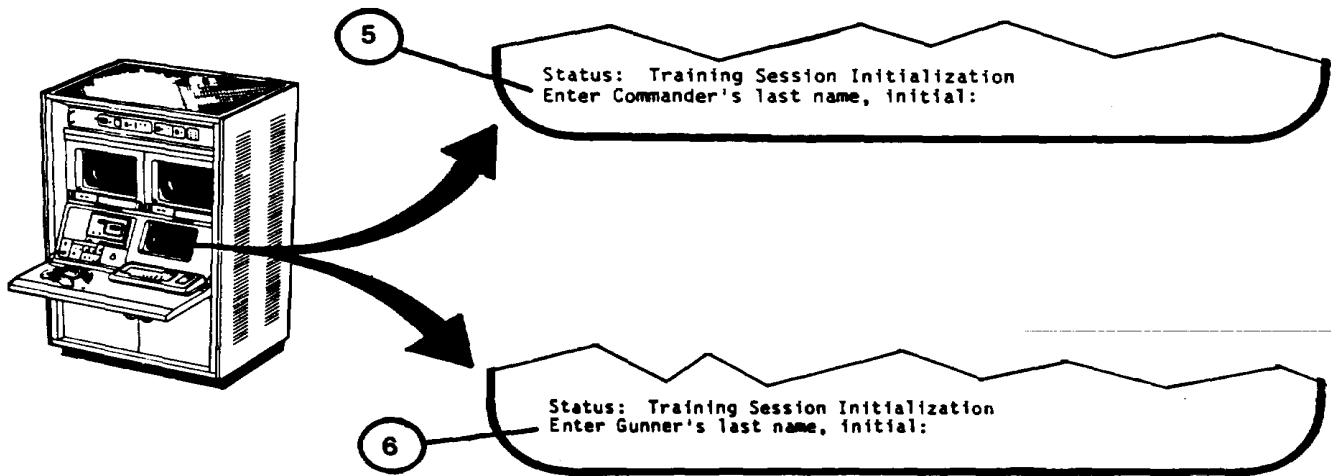 5
Status: Training Session Initialization
Enter Commander's last name, initial:
Status: Training Session Initialization
Enter Gunner's last name, initial:
6